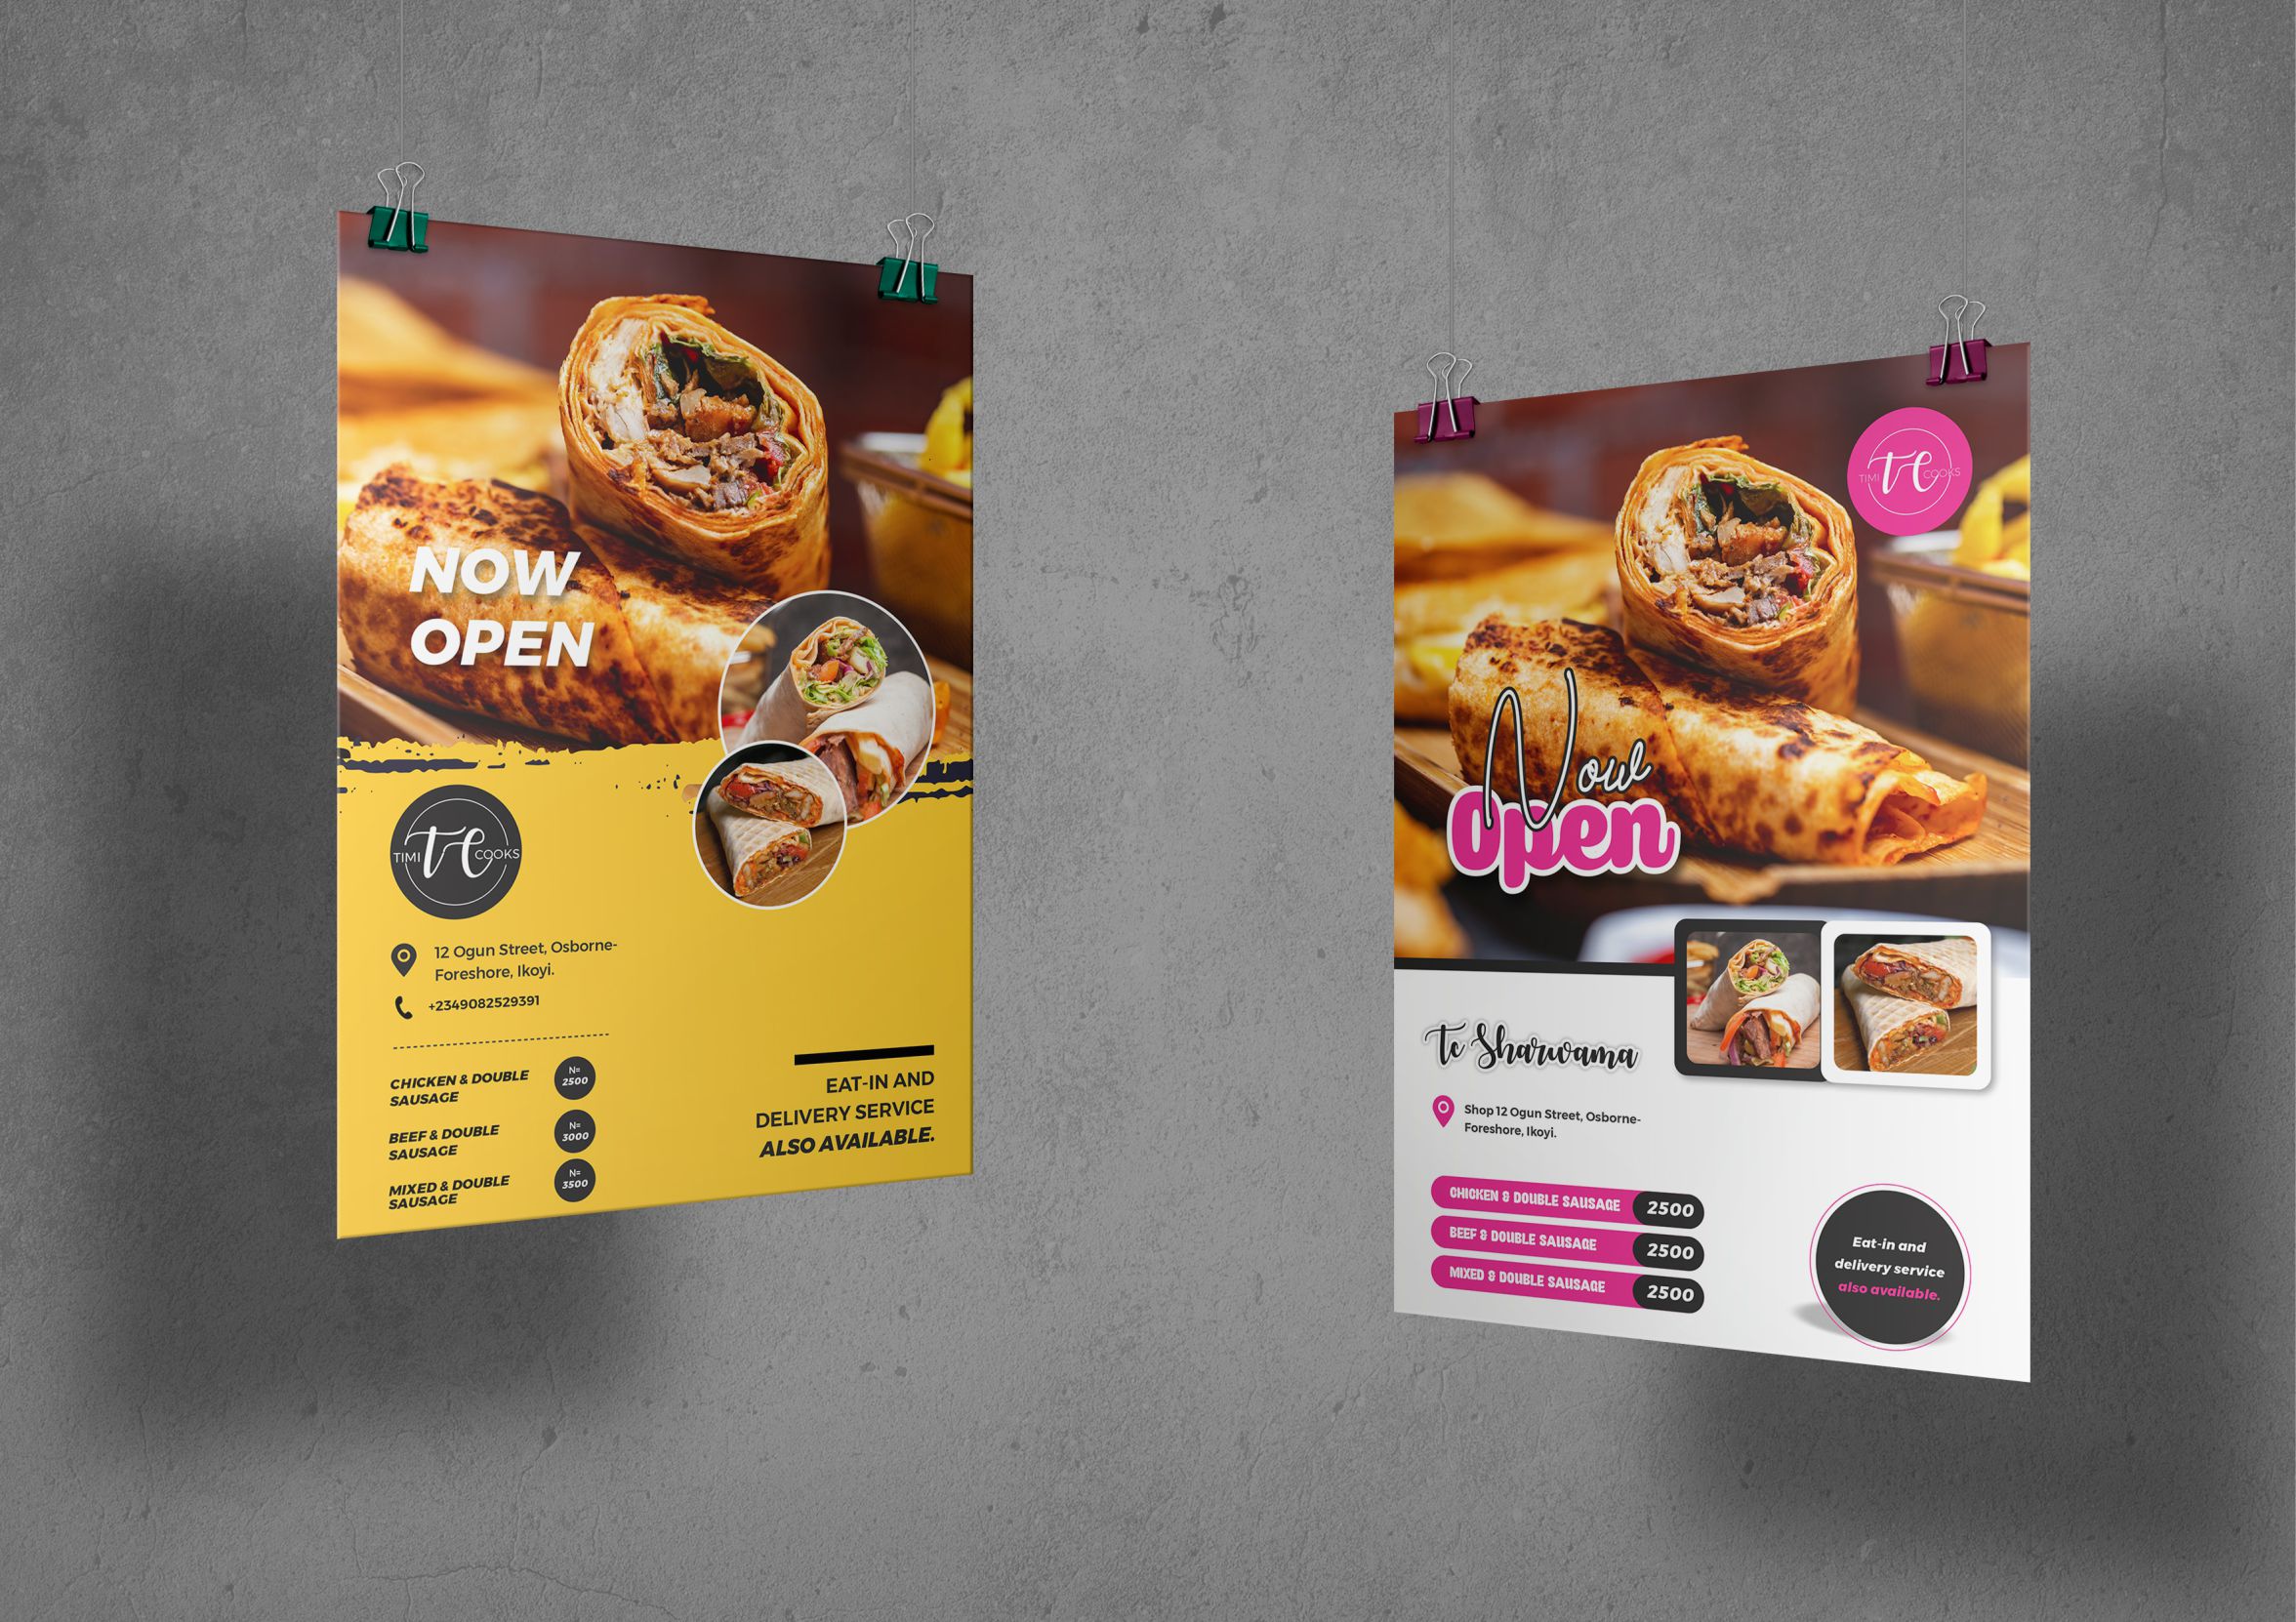 NOW
OPEN
TIMI te COOKS
12 Ogun Street, Osborne-
Foreshore, Ikoyi.
+2349082529391
CHICKEN & DOUBLE
SAUSAGE
N=
2500
BEEF & DOUBLE
SAUSAGE
N=
3000
MIXED & DOUBLE
SAUSAGE
N=
3500
EAT-IN AND
DELIVERY SERVICE
ALSO AVAILABLE.
TIMI te COOKS
Now
Open
Te Sharwama
Shop 12 Ogun Street, Osborne-
Foreshore, Ikoyi.
CHICKEN & DOUBLE SAUSAGE 2500
BEEF & DOUBLE SAUSAGE 2500
MIXED & DOUBLE SAUSAGE 2500
Eat-in and
delivery service
also available.